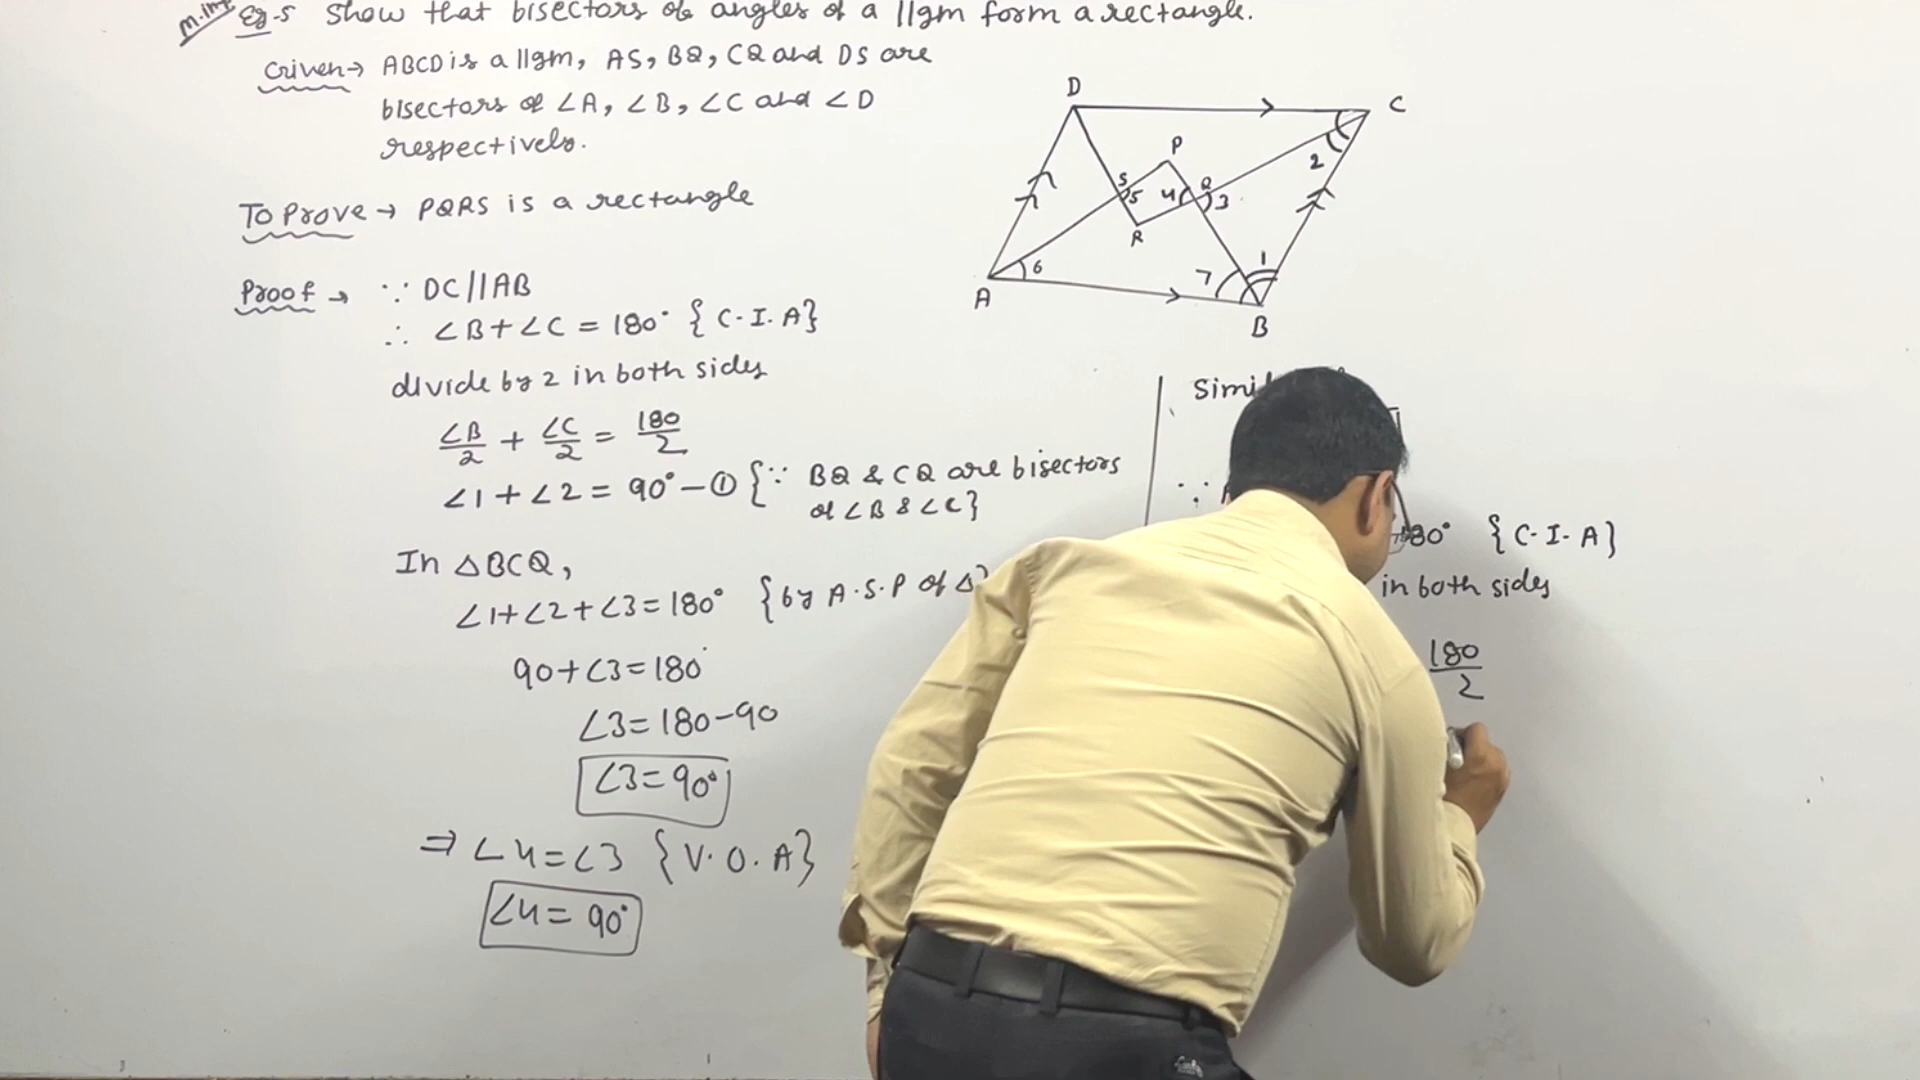 M.Imp Eg-5 Show that bisectors of angles of a ||gm form a rectangle.
Given→ ABCD is a ||gm, AS, BQ, CQ and DS are
bisectors of ∠A, ∠B, ∠C and ∠D
respectively.
To Prove → PQRS is a rectangle
Proof → ∵ DC//AB
∴ ∠B+∠C = 180° { C.I.A}
divide by 2 in both sides
∠B/2 + ∠C/2 = 180/2
∠1+∠2 = 90° – ① {∵ BQ & CQ are bisectors
of ∠B & ∠C}
In △BCQ,
∠1+∠2+∠3=180° {by A.S.P of △}
90+∠3=180°
∠3=180-90
∠3=90°
⇒ ∠4=∠3 {V.O.A}
∠4= 90°
D
C
P
2
S
5
4
Q
3
R
6
7
1
A
B
∵
180° {C.I.A}
in both sides
180/2